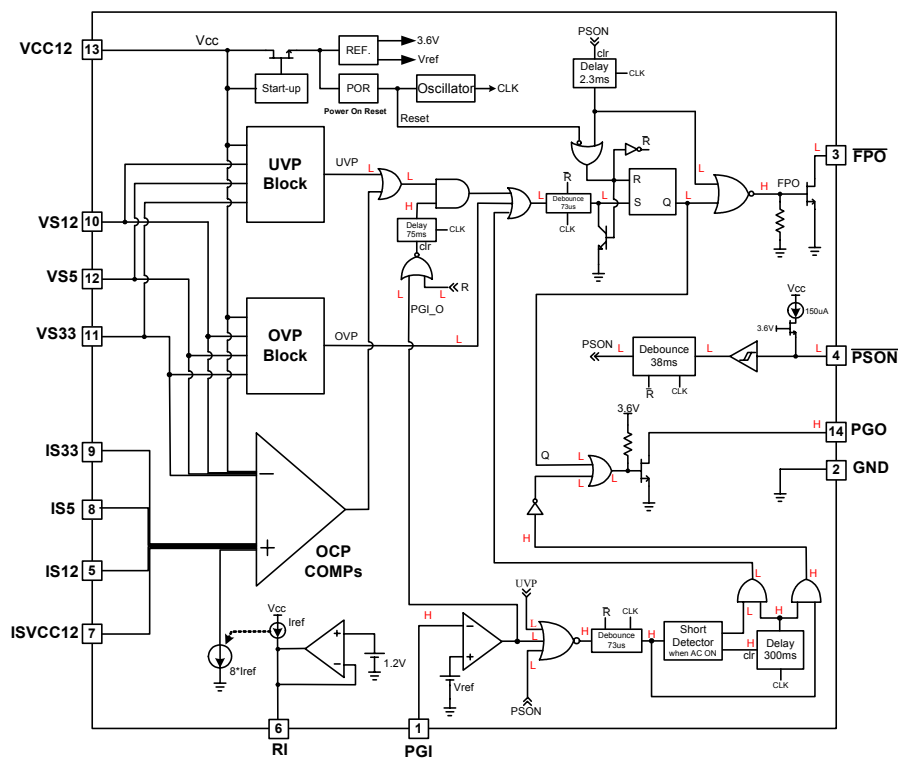 VCC12
13
Vcc
REF.
3.6V
Vref
Start-up
POR
Power On Reset
Oscillator
CLK
Reset
PSON
clr
Delay
2.3ms
CLK
UVP
Block
UVP
L
L
H
Delay
75ms
CLK
clr
L
L
R
PGI_O
L
R
Debounce
73us
CLK
L
R
R
S
Q
L
L
FPO
H
L
3
FPO
VS12
10
VS5
12
VS33
11
OVP
Block
OVP
L
Vcc
150uA
3.6V
PSON
L
Debounce
38ms
R
CLK
L
L
4
PSON
IS33
9
IS5
8
IS12
5
ISVCC12
7
OCP
COMPs
3.6V
Q
L
L
L
H
14
PGO
2
GND
H
L
H
Vcc
Iref
8*Iref
1.2V
6
RI
H
Vref
1
PGI
UVP
L
L
L
PSON
H
R
CLK
Debounce
73us
H
Short
Detector
when AC ON
L
H
H
clr
Delay
300ms
CLK